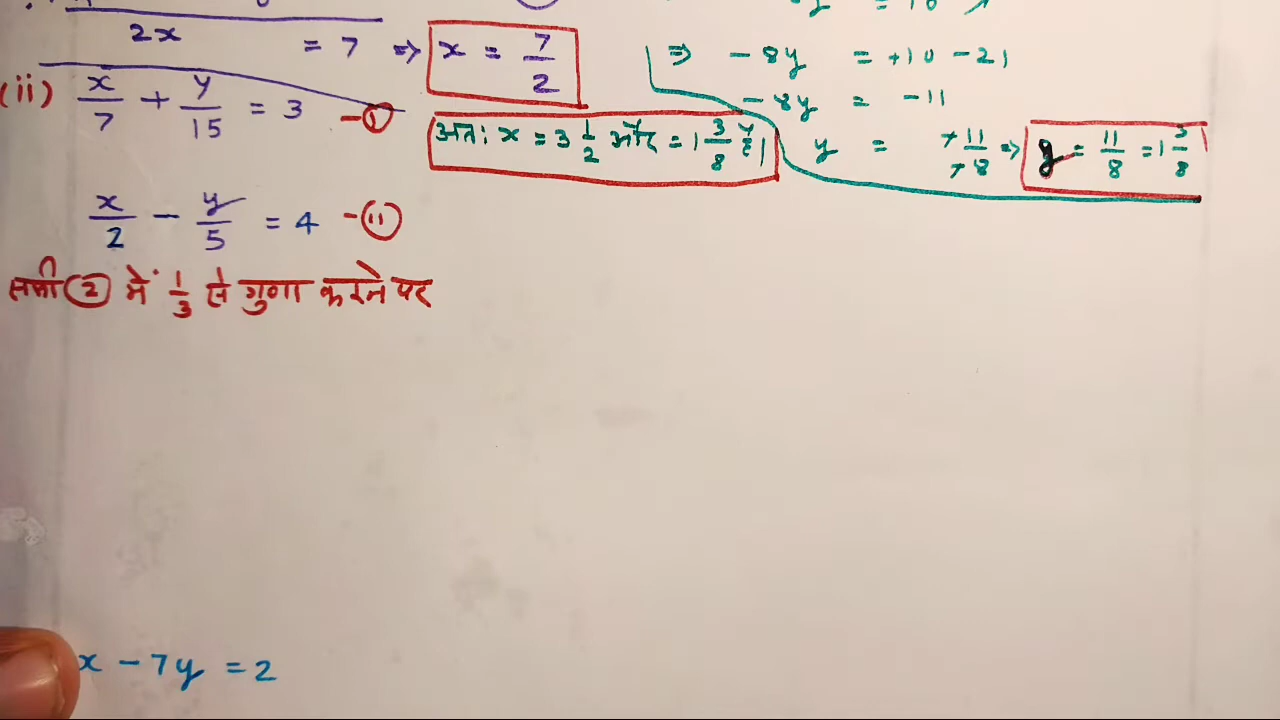 2x = 7 ⇒ x = 7/2
⇒ -8y = +10 - 21
-8y = -11
y = +11/+8 ⇒ y = 11/8 = 1 3/8
अतः x = 3 1/2 और = 1 3/8 है।
(ii) x/7 + y/15 = 3 -①
x/2 - y/5 = 4 -(ii)
समी ② में 1/3 से गुणा करने पर
x - 7y = 2